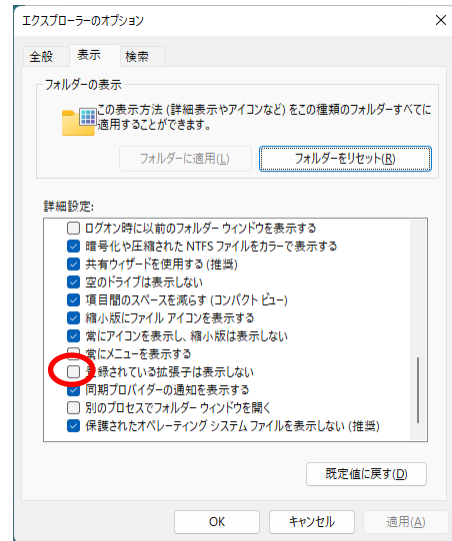 エクスプローラーのオプション
全般 表示 検索
フォルダーの表示
この表示方法 (詳細表示やアイコンなど) をこの種類のフォルダーすべてに
適用することができます。
フォルダーに適用(L) フォルダーをリセット(R)
詳細設定:
ログオン時に以前のフォルダー ウィンドウを表示する
暗号化や圧縮された NTFS ファイルをカラーで表示する
共有ウィザードを使用する (推奨)
空のドライブは表示しない
項目間のスペースを減らす (コンパクト ビュー)
縮小版にファイル アイコンを表示する
常にアイコンを表示し、縮小版は表示しない
常にメニューを表示する
登録されている拡張子は表示しない
同期プロバイダーの通知を表示する
別のプロセスでフォルダー ウィンドウを開く
保護されたオペレーティング システム ファイルを表示しない (推奨)
既定値に戻す(D)
OK キャンセル 適用(A)